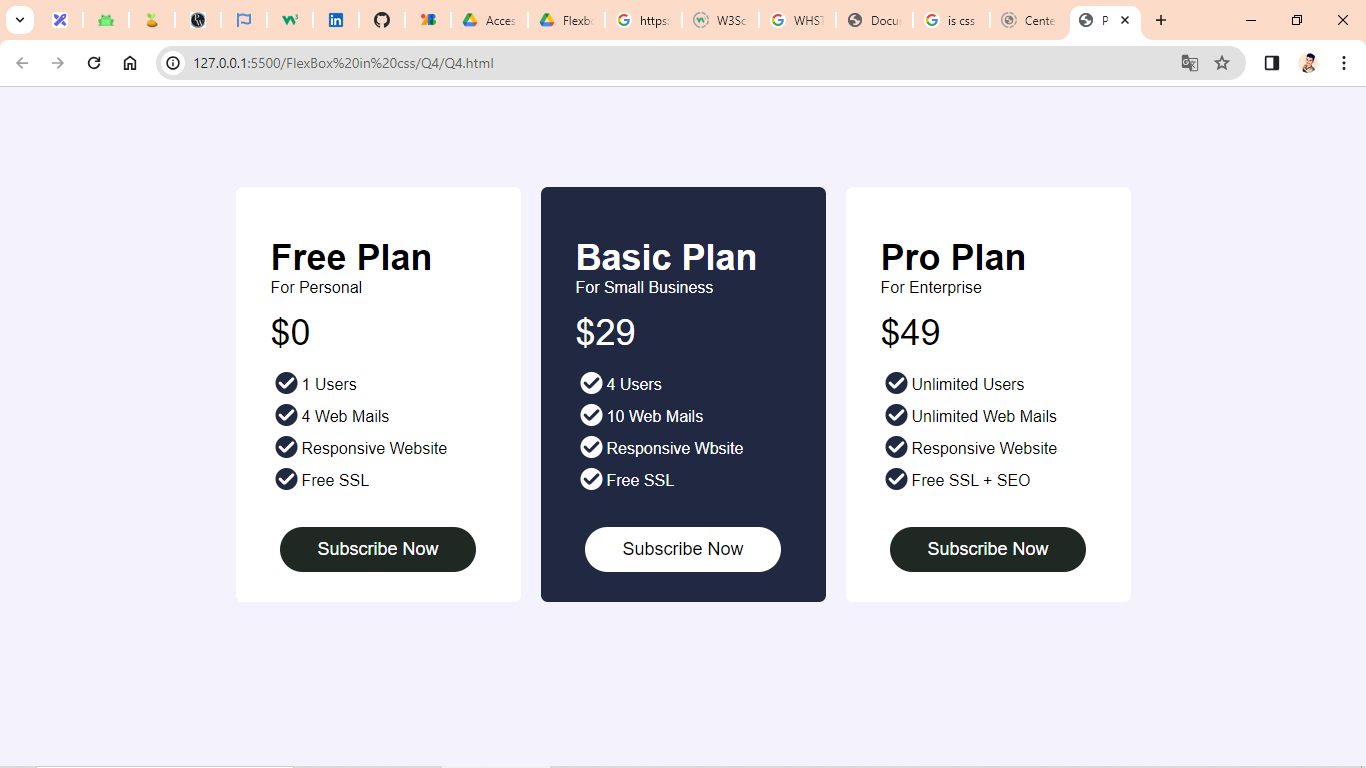 Acces
Flexbo
https:
W3Sc
WHST
Docu
is css
Cente
P
127.0.0.1:5500/FlexBox%20in%20css/Q4/Q4.html
Free Plan
For Personal
$0
1 Users
4 Web Mails
Responsive Website
Free SSL
Subscribe Now
Basic Plan
For Small Business
$29
4 Users
10 Web Mails
Responsive Wbsite
Free SSL
Subscribe Now
Pro Plan
For Enterprise
$49
Unlimited Users
Unlimited Web Mails
Responsive Website
Free SSL + SEO
Subscribe Now